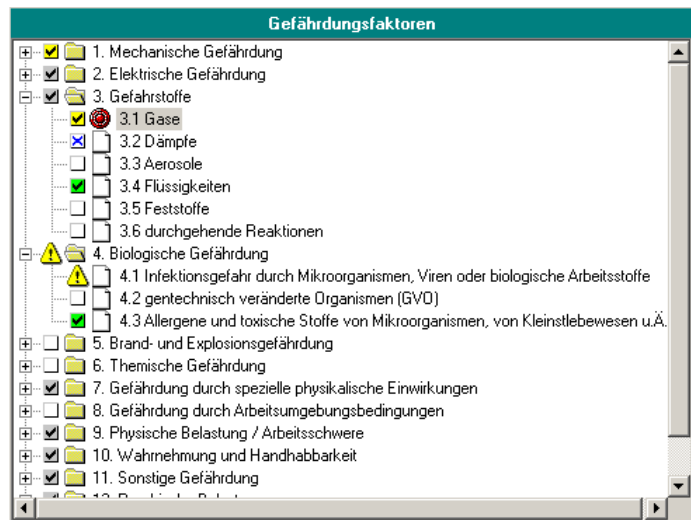 Gefährdungsfaktoren
1. Mechanische Gefährdung
2. Elektrische Gefährdung
3. Gefahrstoffe
3.1 Gase
3.2 Dämpfe
3.3 Aerosole
3.4 Flüssigkeiten
3.5 Feststoffe
3.6 durchgehende Reaktionen
4. Biologische Gefährdung
4.1 Infektionsgefahr durch Mikroorganismen, Viren oder biologische Arbeitsstoffe
4.2 gentechnisch veränderte Organismen (GVO)
4.3 Allergene und toxische Stoffe von Mikroorganismen, von Kleinstlebewesen u.Ä.
5. Brand- und Explosionsgefährdung
6. Themische Gefährdung
7. Gefährdung durch spezielle physikalische Einwirkungen
8. Gefährdung durch Arbeitsumgebungsbedingungen
9. Physische Belastung / Arbeitsschwere
10. Wahrnehmung und Handhabbarkeit
11. Sonstige Gefährdung